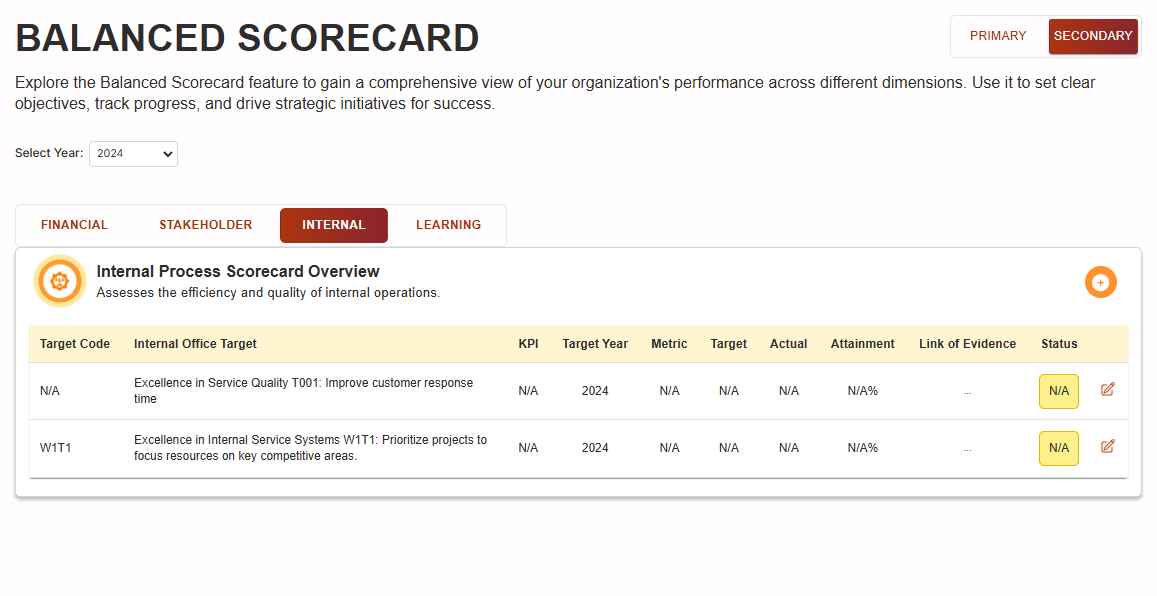 BALANCED SCORECARD
PRIMARY SECONDARY
Explore the Balanced Scorecard feature to gain a comprehensive view of your organization's performance across different dimensions. Use it to set clear
objectives, track progress, and drive strategic initiatives for success.
Select Year: 2024
FINANCIAL STAKEHOLDER INTERNAL LEARNING
Internal Process Scorecard Overview
Assesses the efficiency and quality of internal operations.
Target Code Internal Office Target KPI Target Year Metric Target Actual Attainment Link of Evidence Status
N/A Excellence in Service Quality T001: Improve customer response N/A 2024 N/A N/A N/A N/A% ... N/A
time
W1T1 Excellence in Internal Service Systems W1T1: Prioritize projects to N/A 2024 N/A N/A N/A N/A% ... N/A
focus resources on key competitive areas.